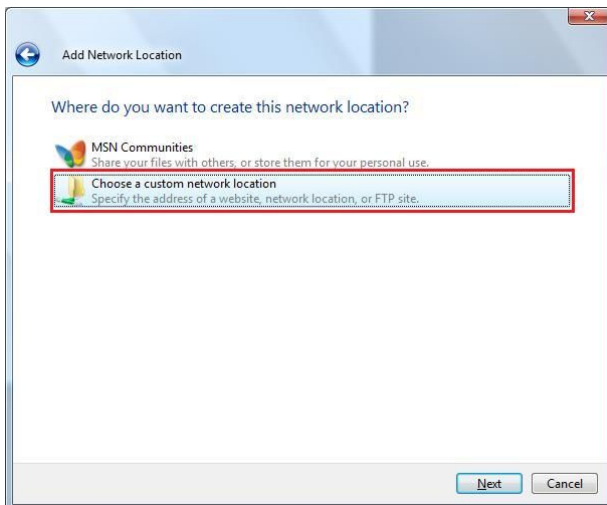 Add Network Location
Where do you want to create this network location?
MSN Communities
Share your files with others, or store them for your personal use.
Choose a custom network location
Specify the address of a website, network location, or FTP site.
Next Cancel